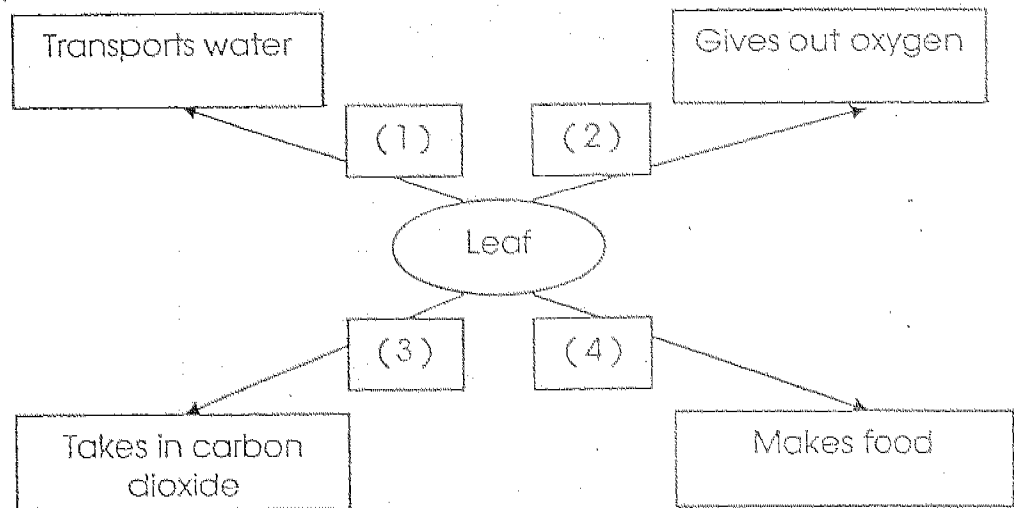 Transports water
Gives out oxygen
(1)
(2)
Leaf
(3)
(4)
Takes in carbon
dioxide
Makes food